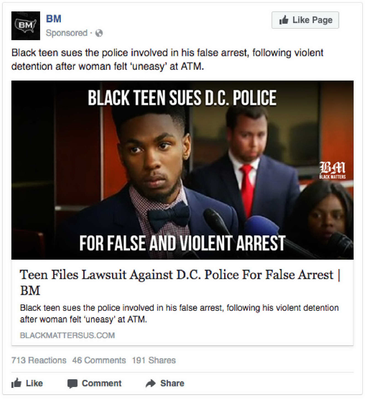 BM
BM
Like Page
Sponsored ·
Black teen sues the police involved in his false arrest, following violent
detention after woman felt ‘uneasy’ at ATM.
BLACK TEEN SUES D.C. POLICE
BM
BLACK MATTERS
FOR FALSE AND VIOLENT ARREST
Teen Files Lawsuit Against D.C. Police For False Arrest |
BM
Black teen sues the police involved in his false arrest, following his violent detention
after woman felt ‘uneasy’ at ATM.
BLACKMATTERSUS.COM
713 Reactions 46 Comments 191 Shares
Like Comment Share